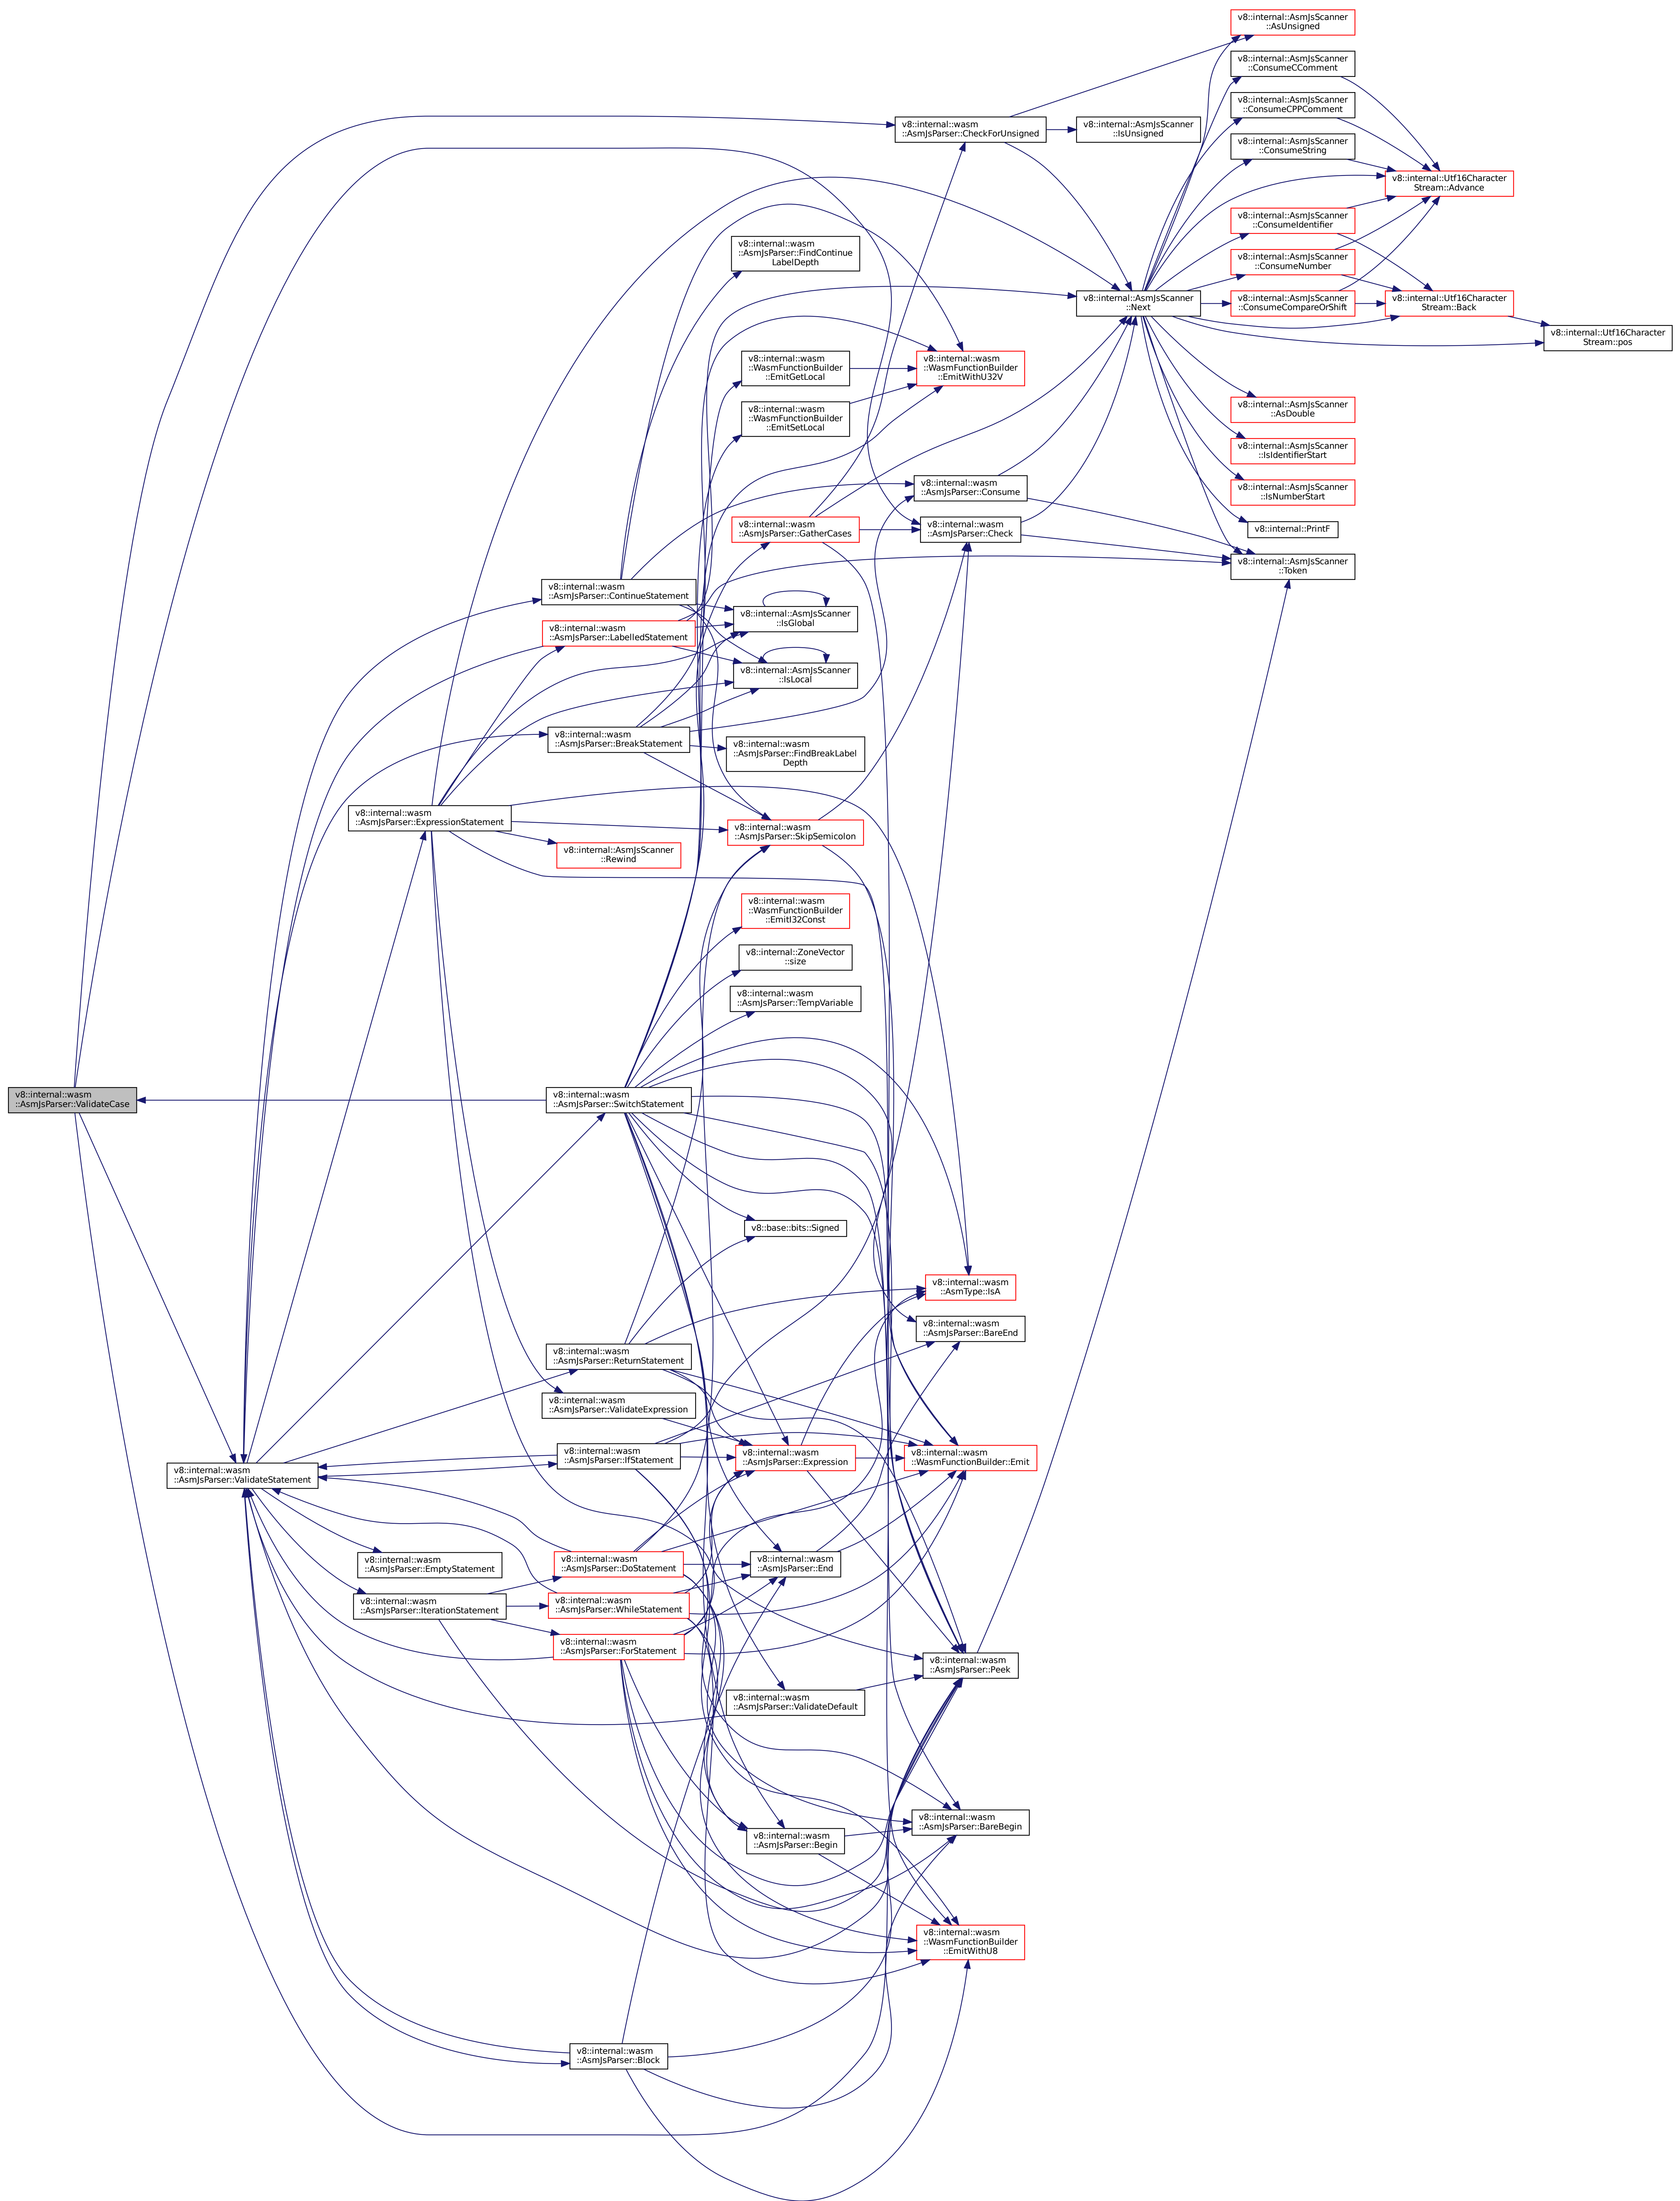 v8::internal::AsmJsScanner
::AsUnsigned
v8::internal::AsmJsScanner
::ConsumeCComment
v8::internal::AsmJsScanner
::ConsumeCPPComment
v8::internal::wasm
::AsmJsParser::CheckForUnsigned
v8::internal::AsmJsScanner
::IsUnsigned
v8::internal::AsmJsScanner
::ConsumeString
v8::internal::Utf16Character
Stream::Advance
v8::internal::AsmJsScanner
::ConsumeIdentifier
v8::internal::wasm
::AsmJsParser::FindContinue
LabelDepth
v8::internal::AsmJsScanner
::ConsumeNumber
v8::internal::AsmJsScanner
::Next
v8::internal::AsmJsScanner
::ConsumeCompareOrShift
v8::internal::Utf16Character
Stream::Back
v8::internal::Utf16Character
Stream::pos
v8::internal::wasm
::WasmFunctionBuilder
::EmitGetLocal
v8::internal::wasm
::WasmFunctionBuilder
::EmitWithU32V
v8::internal::AsmJsScanner
::AsDouble
v8::internal::wasm
::WasmFunctionBuilder
::EmitSetLocal
v8::internal::AsmJsScanner
::IsIdentifierStart
v8::internal::AsmJsScanner
::IsNumberStart
v8::internal::wasm
::AsmJsParser::Consume
v8::internal::wasm
::AsmJsParser::GatherCases
v8::internal::wasm
::AsmJsParser::Check
v8::internal::PrintF
v8::internal::AsmJsScanner
::Token
v8::internal::wasm
::AsmJsParser::ContinueStatement
v8::internal::AsmJsScanner
::IsGlobal
v8::internal::wasm
::AsmJsParser::LabelledStatement
v8::internal::AsmJsScanner
::IsLocal
v8::internal::wasm
::AsmJsParser::BreakStatement
v8::internal::wasm
::AsmJsParser::FindBreakLabel
Depth
v8::internal::wasm
::AsmJsParser::ExpressionStatement
v8::internal::wasm
::AsmJsParser::SkipSemicolon
v8::internal::AsmJsScanner
::Rewind
v8::internal::wasm
::WasmFunctionBuilder
::EmitI32Const
v8::internal::ZoneVector
::size
v8::internal::wasm
::AsmJsParser::TempVariable
v8::internal::wasm
::AsmJsParser::ValidateCase
v8::internal::wasm
::AsmJsParser::SwitchStatement
v8::base::bits::Signed
v8::internal::wasm
::AsmType::IsA
v8::internal::wasm
::AsmJsParser::BareEnd
v8::internal::wasm
::AsmJsParser::ReturnStatement
v8::internal::wasm
::AsmJsParser::ValidateExpression
v8::internal::wasm
::AsmJsParser::IfStatement
v8::internal::wasm
::AsmJsParser::Expression
v8::internal::wasm
::WasmFunctionBuilder::Emit
v8::internal::wasm
::AsmJsParser::ValidateStatement
v8::internal::wasm
::AsmJsParser::EmptyStatement
v8::internal::wasm
::AsmJsParser::DoStatement
v8::internal::wasm
::AsmJsParser::End
v8::internal::wasm
::AsmJsParser::IterationStatement
v8::internal::wasm
::AsmJsParser::WhileStatement
v8::internal::wasm
::AsmJsParser::ForStatement
v8::internal::wasm
::AsmJsParser::Peek
v8::internal::wasm
::AsmJsParser::ValidateDefault
v8::internal::wasm
::AsmJsParser::BareBegin
v8::internal::wasm
::AsmJsParser::Begin
v8::internal::wasm
::WasmFunctionBuilder
::EmitWithU8
v8::internal::wasm
::AsmJsParser::Block